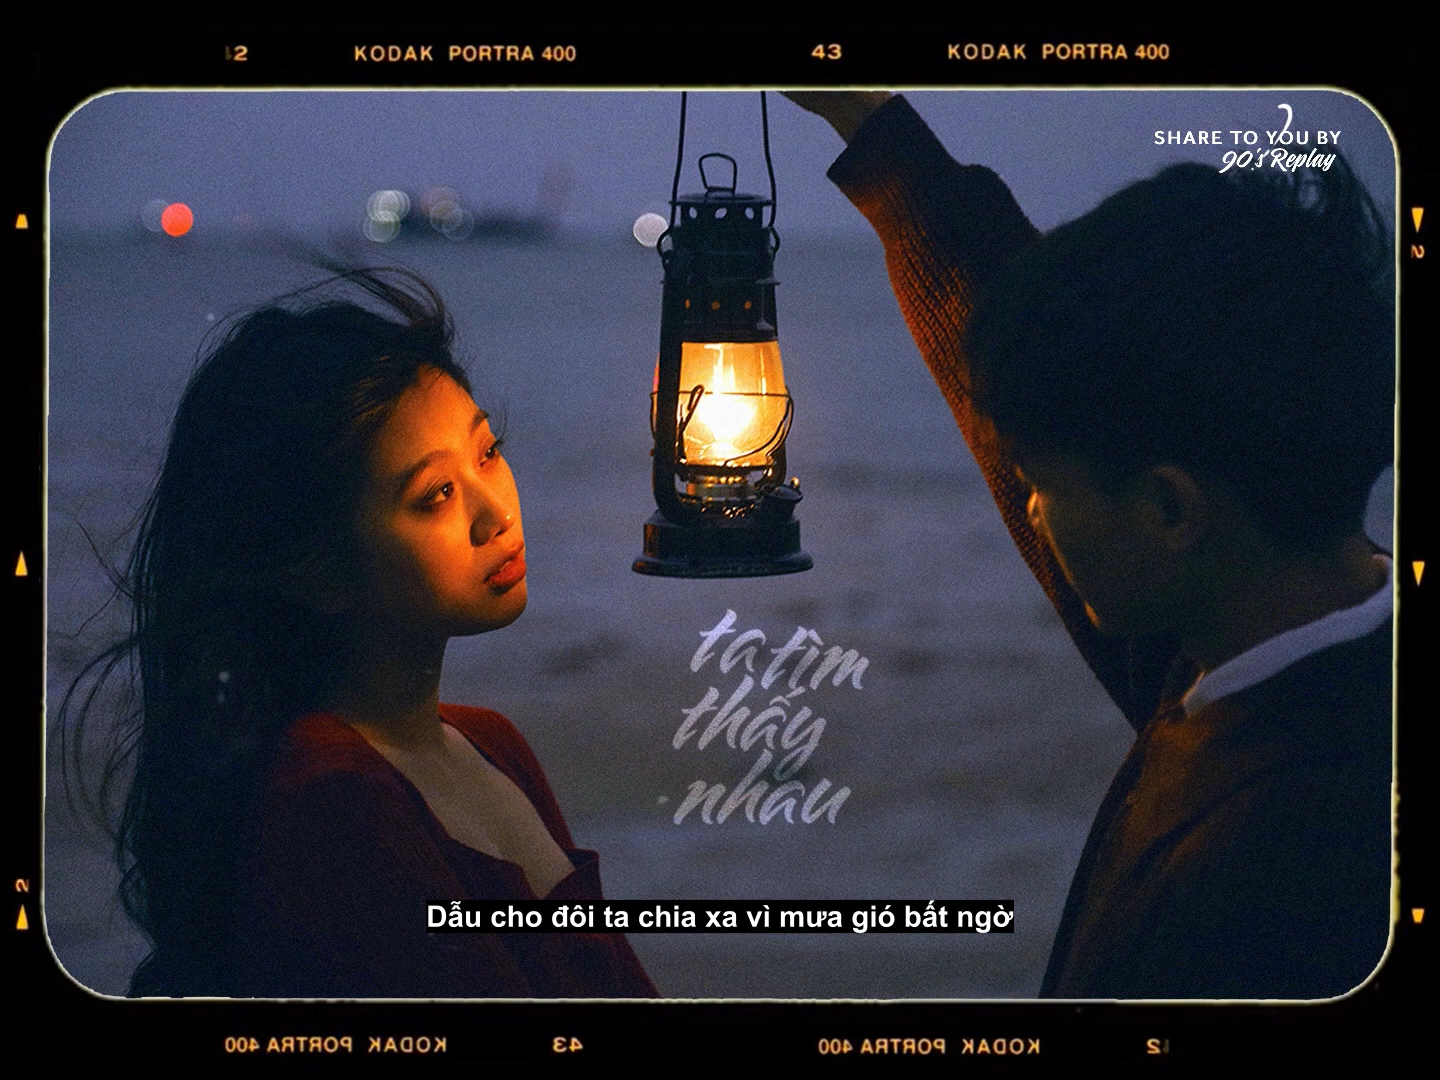 2 KODAK PORTRA 400 43 KODAK PORTRA 400
SHARE TO YOU BY
90's Replay
2
ta tìm
thấy
nhau
2
Dẫu cho đôi ta chia xa vì mưa gió bất ngờ
KODAK PORTRA 400 43 KODAK PORTRA 400 2